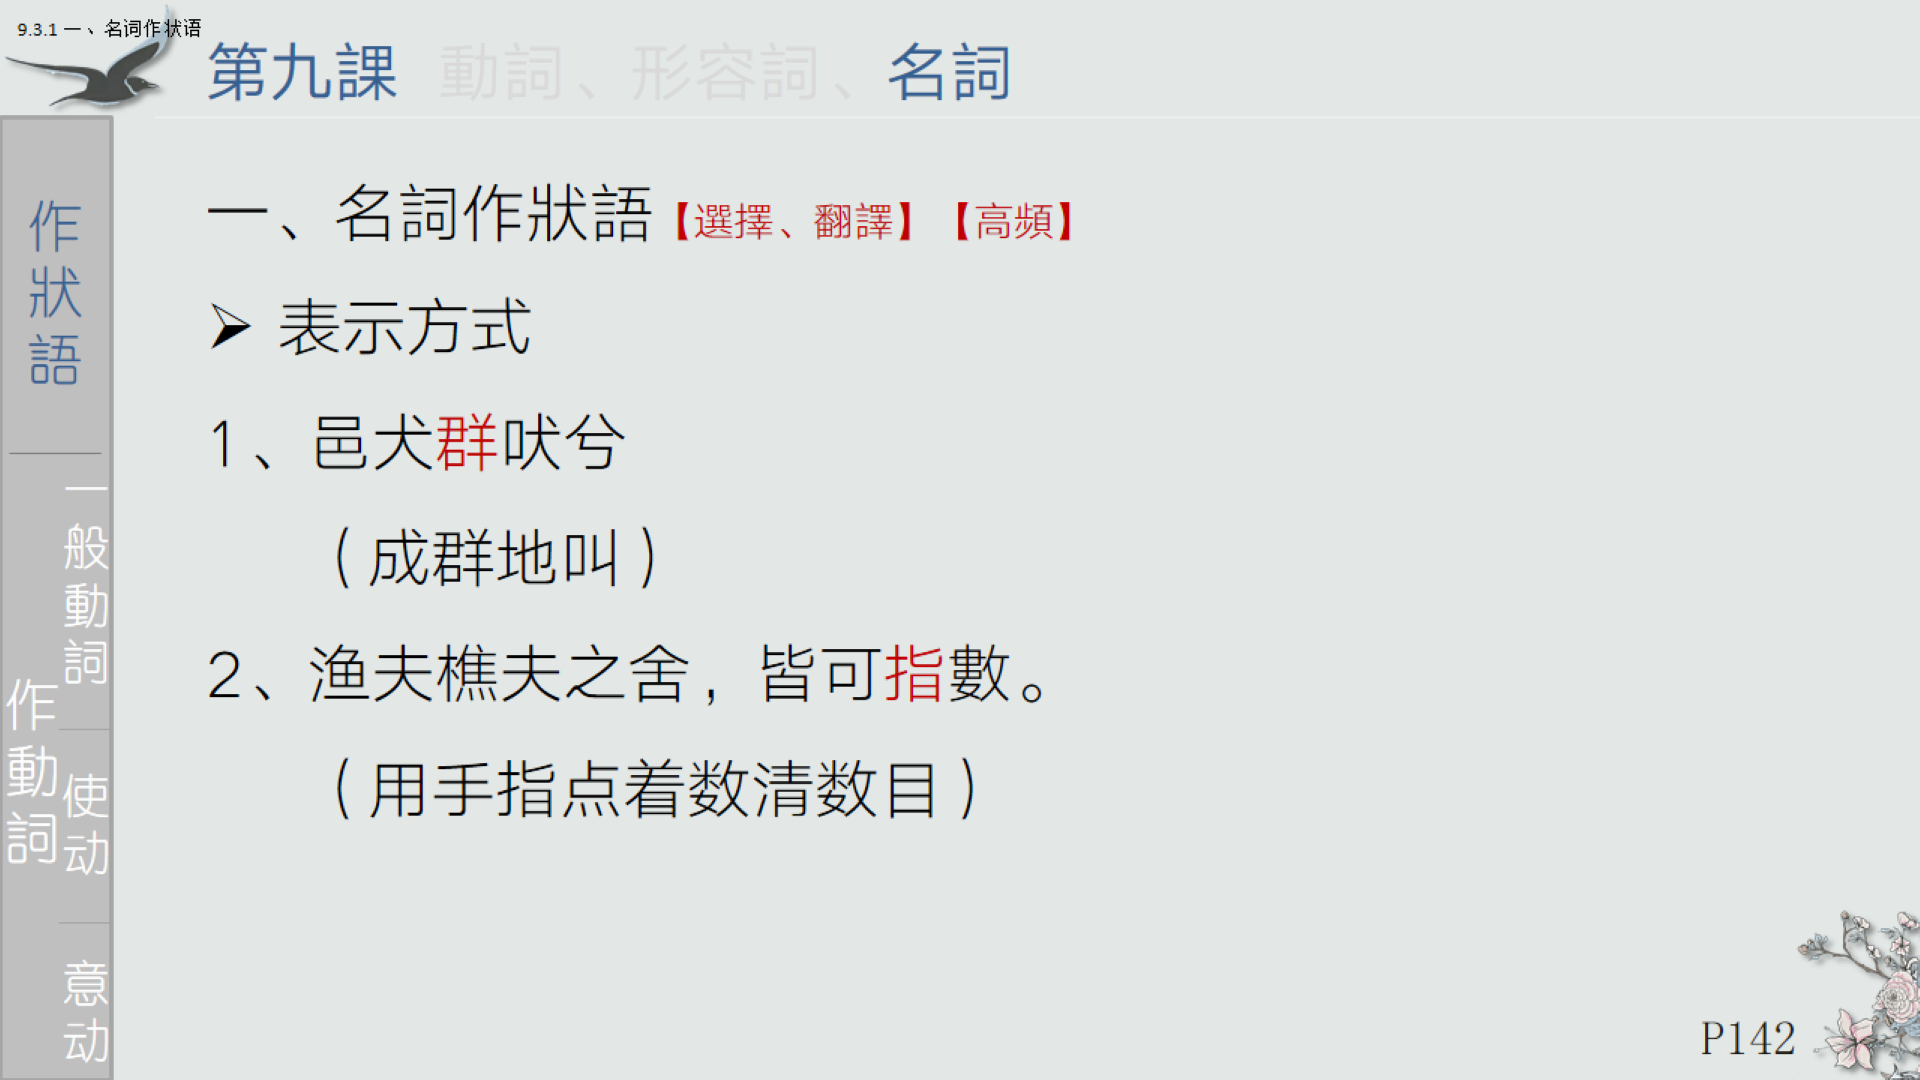 9.3.1 一、名词作状语
第九課 動詞、形容詞、名詞
作狀語
一般動詞
作動詞
使动
意动
一、名詞作狀語【選擇、翻譯】【高頻】
➢ 表示方式
1、邑犬群吠兮
（成群地叫）
2、渔夫樵夫之舍，皆可指數。
（用手指点着数清数目）
P142